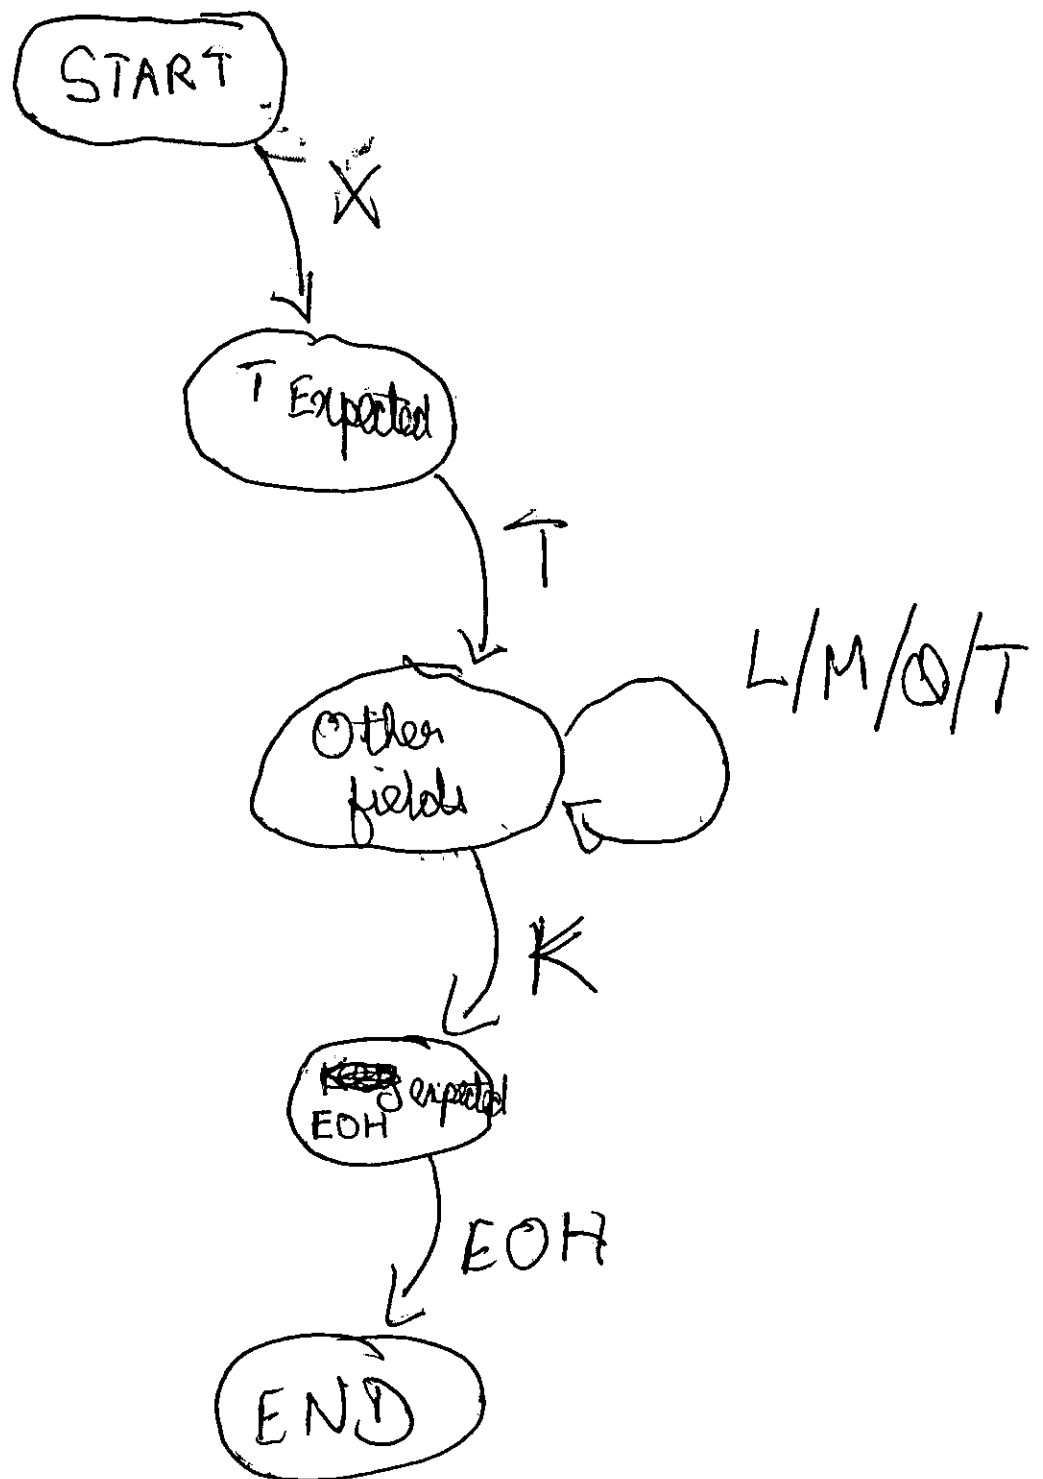 START
X
T Expected
T
L/M/Q/T
Other
fields
K
expected
EOH
EOH
END